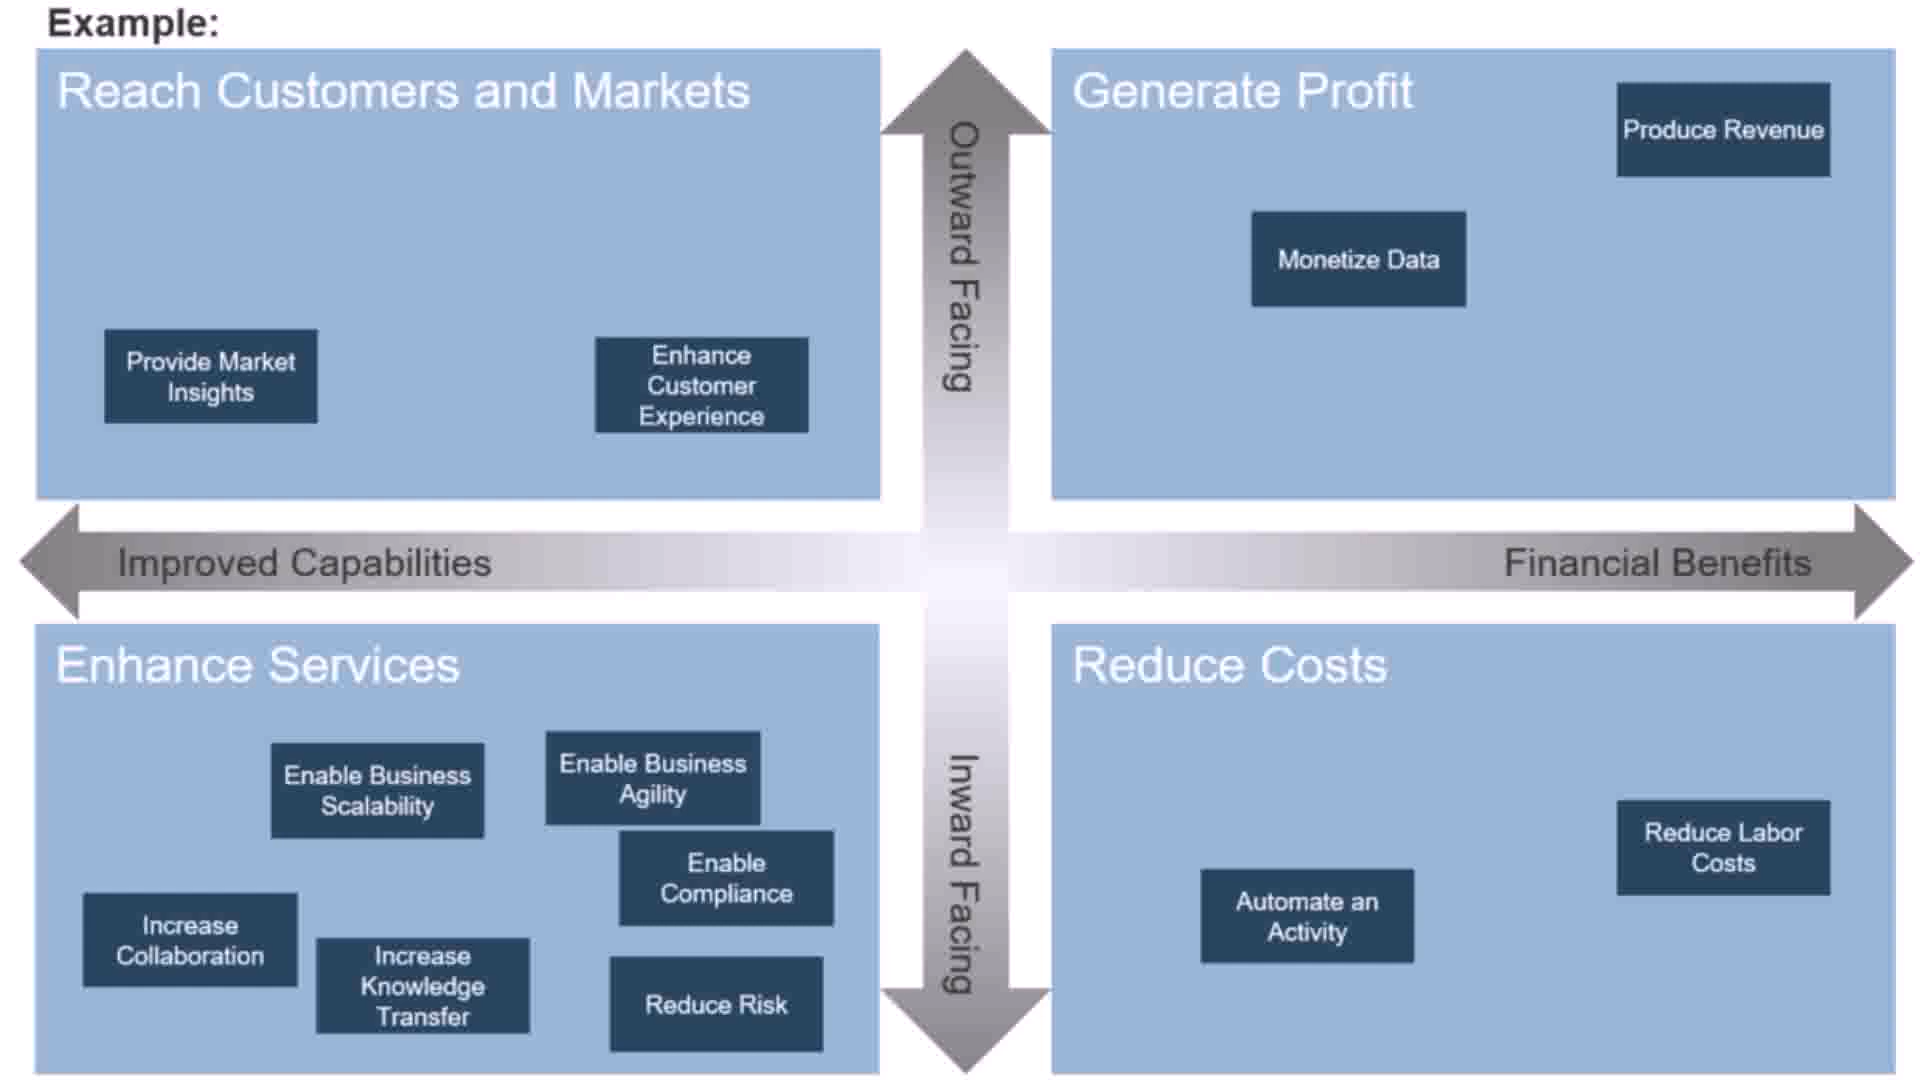 Example:
Reach Customers and Markets
Provide Market
Insights
Enhance
Customer
Experience
Outward Facing
Generate Profit
Produce Revenue
Monetize Data
Improved Capabilities
Financial Benefits
Enhance Services
Enable Business
Scalability
Enable Business
Agility
Enable
Compliance
Increase
Collaboration
Increase
Knowledge
Transfer
Reduce Risk
Inward Facing
Reduce Costs
Reduce Labor
Costs
Automate an
Activity